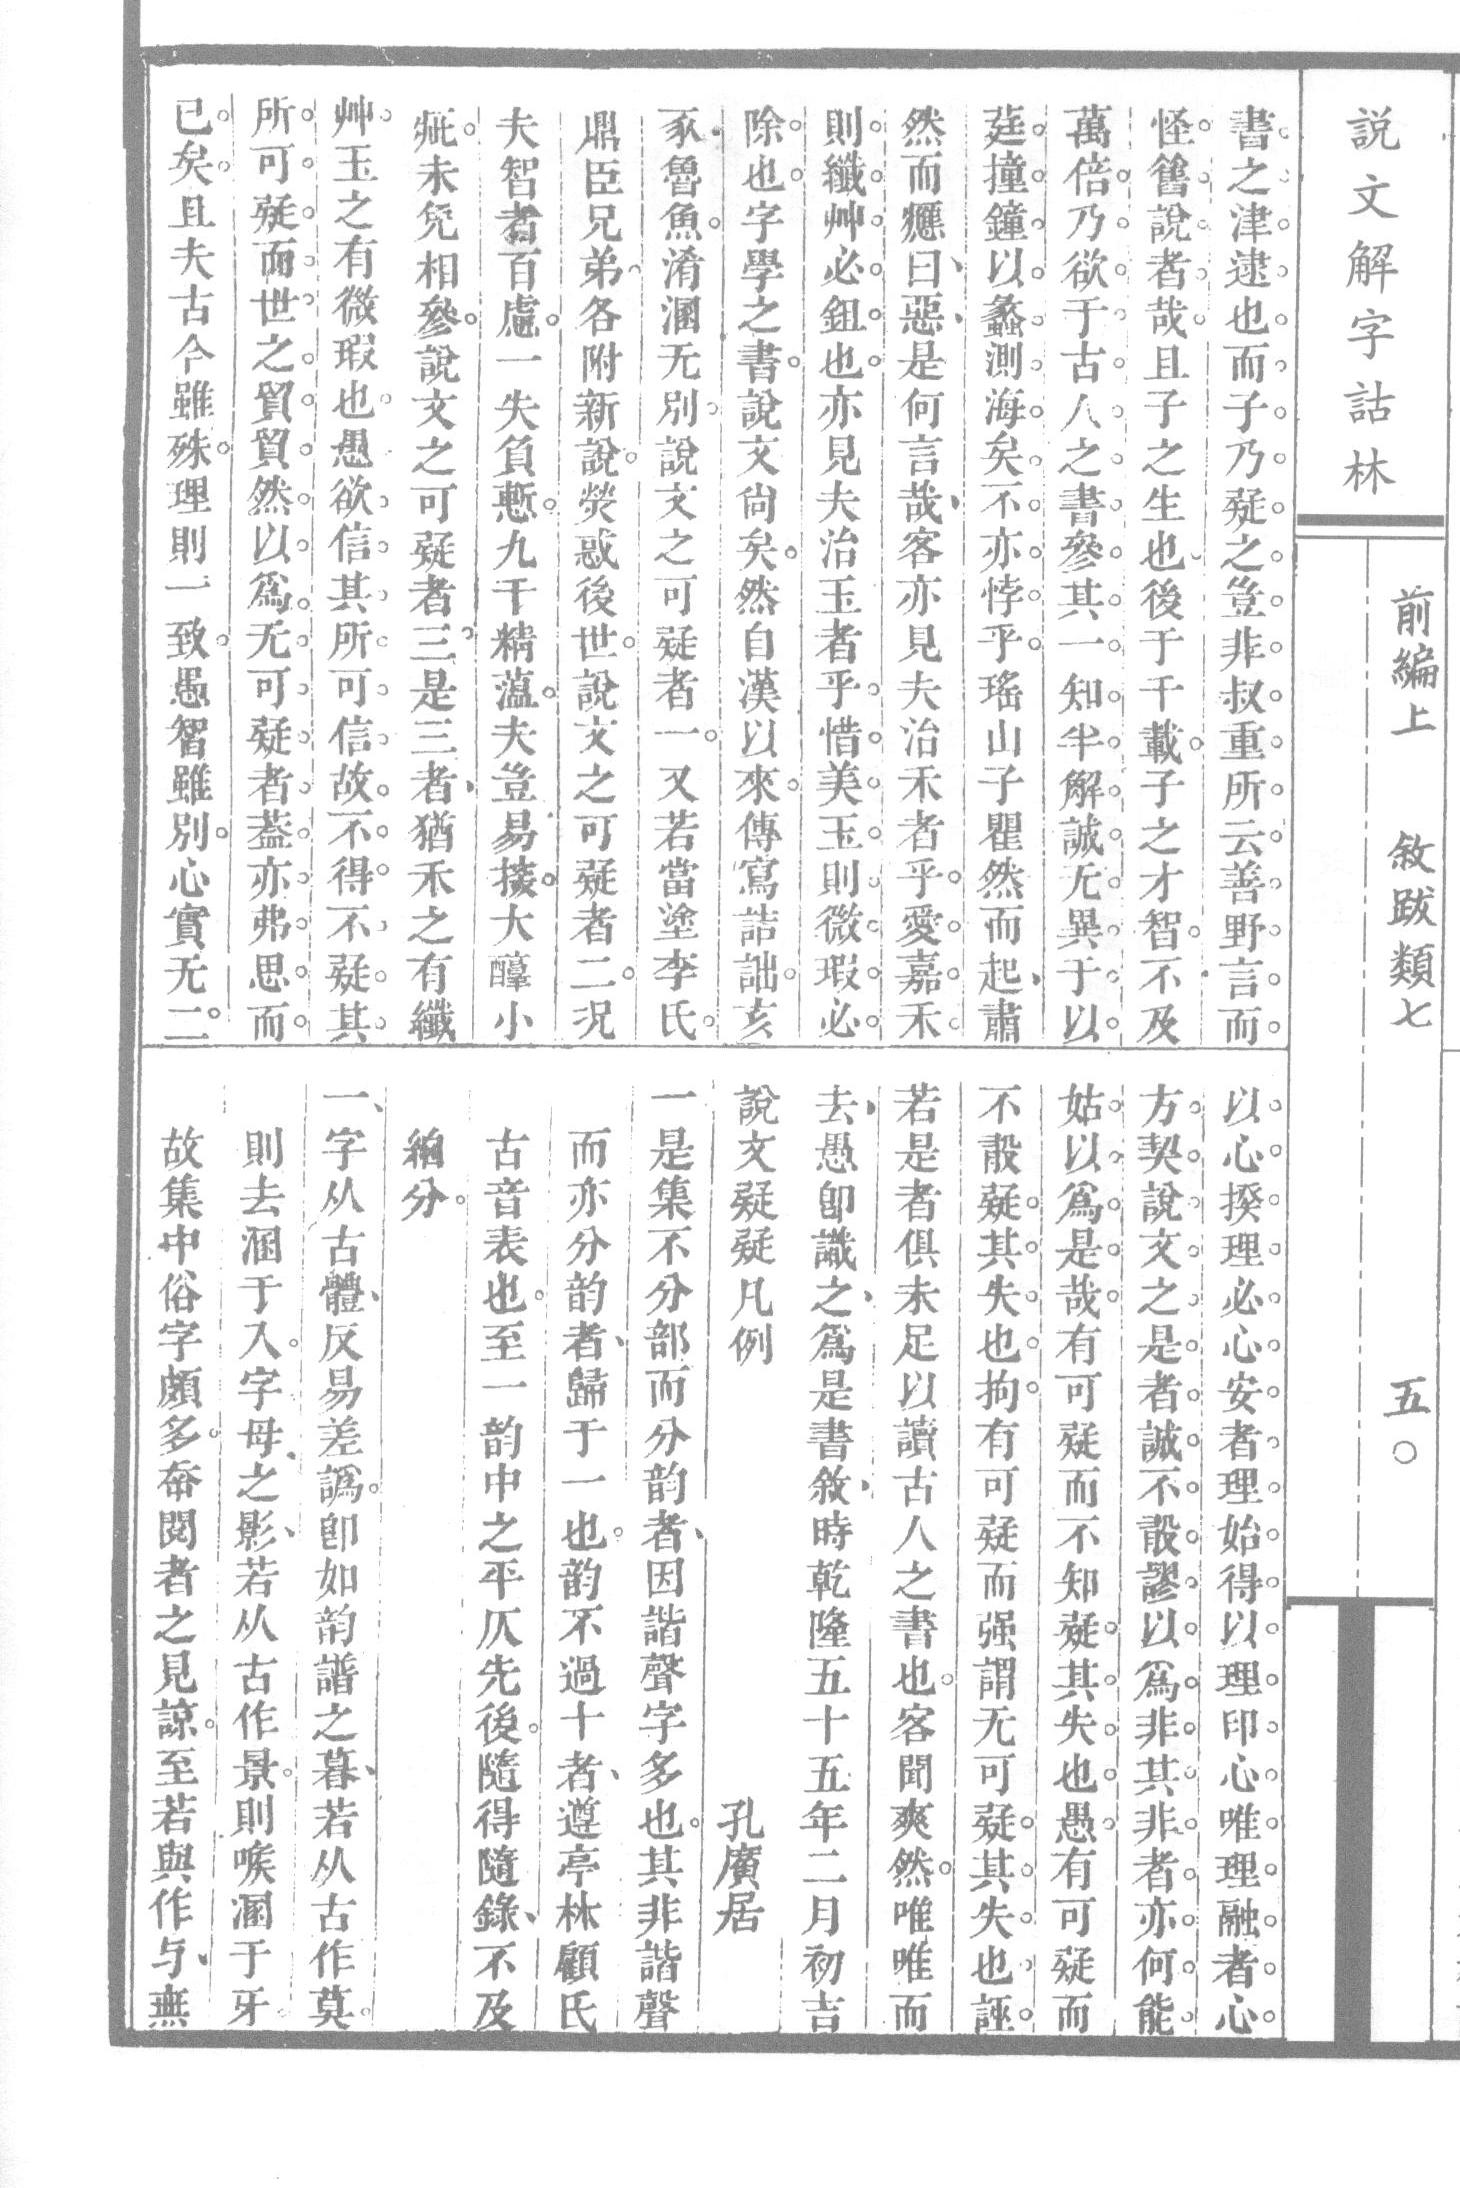 説文解字詁林
前編上　敘跋類七
五〇
書之津逮也而子乃疑之豈非叔重所云善野言而
怪舊說者哉且子之生也後于千載子之才智不及
萬倍乃欲于古人之書參其一知半解誠无異于以
莛撞鐘以蠡測海矣不亦悖乎瑤山子瞿然而起肅
然而應曰惡是何言哉客亦見夫治禾者乎愛嘉禾
則纖艸必鉏也亦見夫治玉者乎惜美玉則微瑕必
除也字學之書說文尙矣然自漢以來傳寫詰詘亥
豕魯魚淆溷无別說文之可疑者一又若當塗李氏
鼎臣兄弟各附新說熒惑後世說文之可疑者二況
夫智者百慮一失負慙九千精薀夫豈易擬大醇小
疵未免相參說文之可疑者三是三者猶禾之有纖
艸玉之有微瑕也愚欲信其所可信故不得不疑其
所可疑而世之貿貿然以爲无可疑者葢亦弗思而
已矣且夫古今雖殊理則一致愚智雖別心實无二
以心揆理必心安者理始得以理印心唯理融者心
方契說文之是者誠不敢謬以爲非其非者亦何能
姑以爲是哉有可疑而不知疑其失也愚有可疑而
不敢疑其失也拘有可疑而强謂无可疑其失也誣
若是者俱未足以讀古人之書也客聞爽然唯唯而
去愚卽識之爲是書敘時乾隆五十五年二月初吉
說文疑疑凡例　孔廣居
一是集不分部而分韵者因諧聲字多也其非諧聲
而亦分韵者歸于一也韵不過十者遵亭林顧氏
古音表也至一韵中之平仄先後隨得隨錄不及
細分
一字从古體反易差譌卽如韵譜之暮若从古作莫
則去溷于入字母之影若从古作景則喉溷于牙
故集中俗字頗多奉閱者之見諒至若與作与無